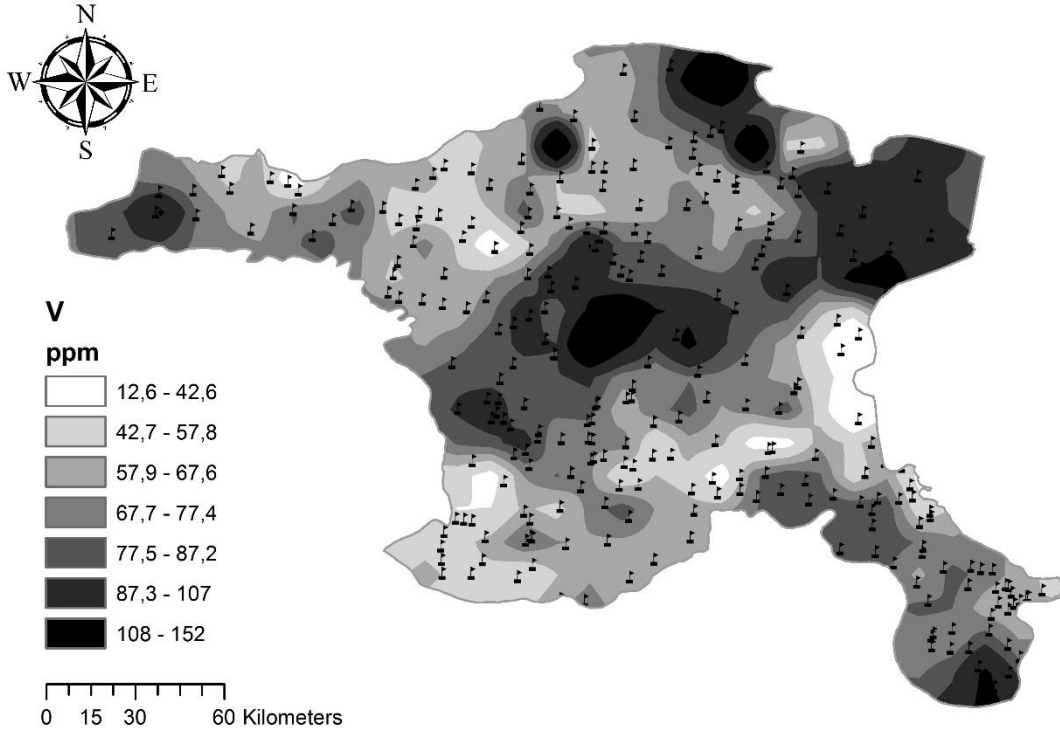 N
W E
S
V
ppm
12,6 - 42,6
42,7 - 57,8
57,9 - 67,6
67,7 - 77,4
77,5 - 87,2
87,3 - 107
108 - 152
0 15 30 60 Kilometers